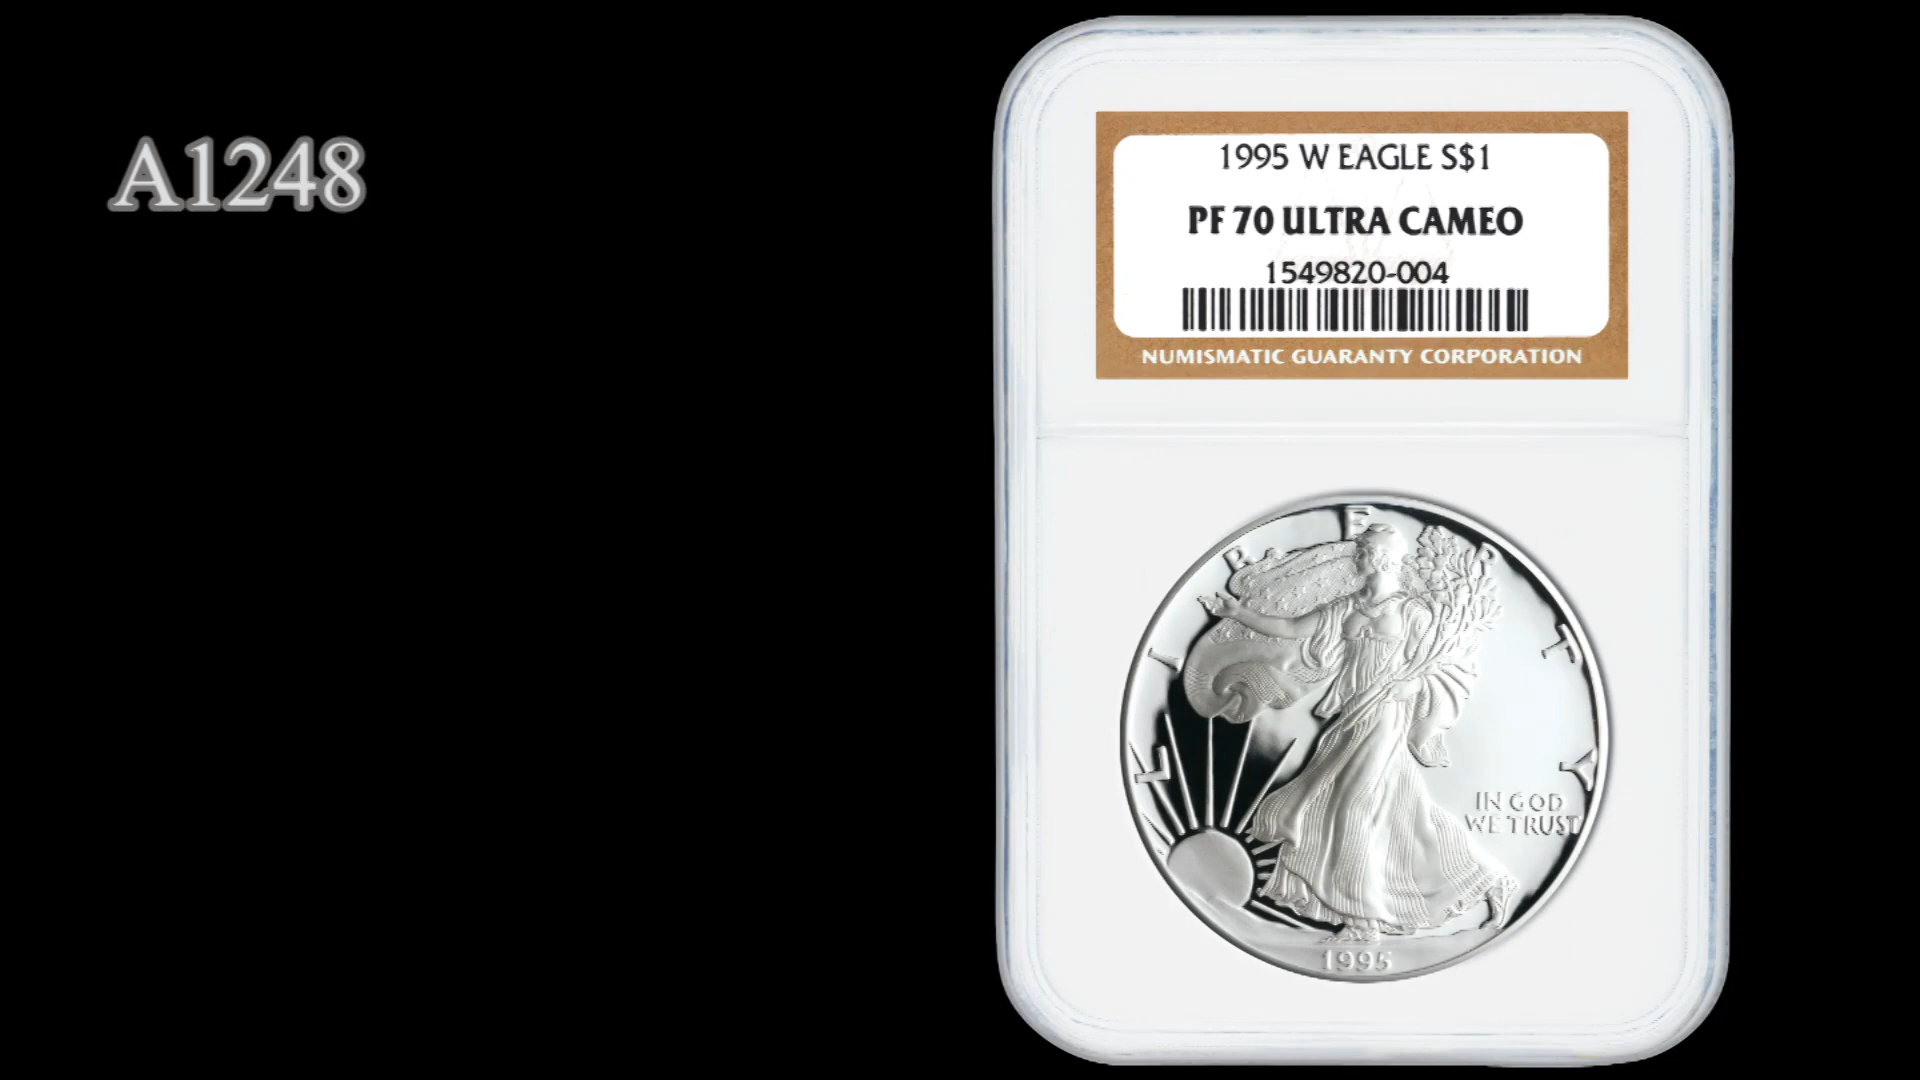 A1248
1995 W EAGLE S$1
PF 70 ULTRA CAMEO
1549820-004
NUMISMATIC GUARANTY CORPORATION
LIBERTY
IN GOD
WE TRUST
1995